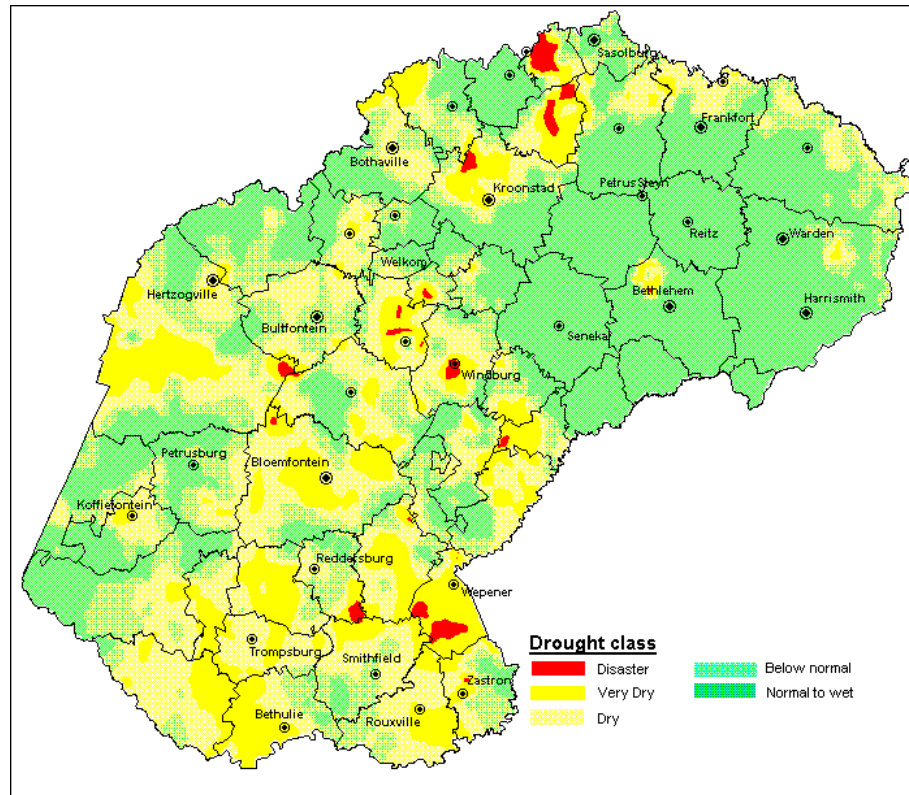 Sasolburg
Frankfort
Bothaville
Kroonstad
Petrus Steyn
Reitz
Warden
Welkom
Hertzogville
Bethlehem
Harrismith
Bultfontein
Senekal
Windburg
Petrusburg
Bloemfontein
Koffiefontein
Reddersburg
Wepener
Trompsburg
Smithfield
Zastron
Bethulie
Rouxville
Drought class
Disaster
Below normal
Very Dry
Normal to wet
Dry